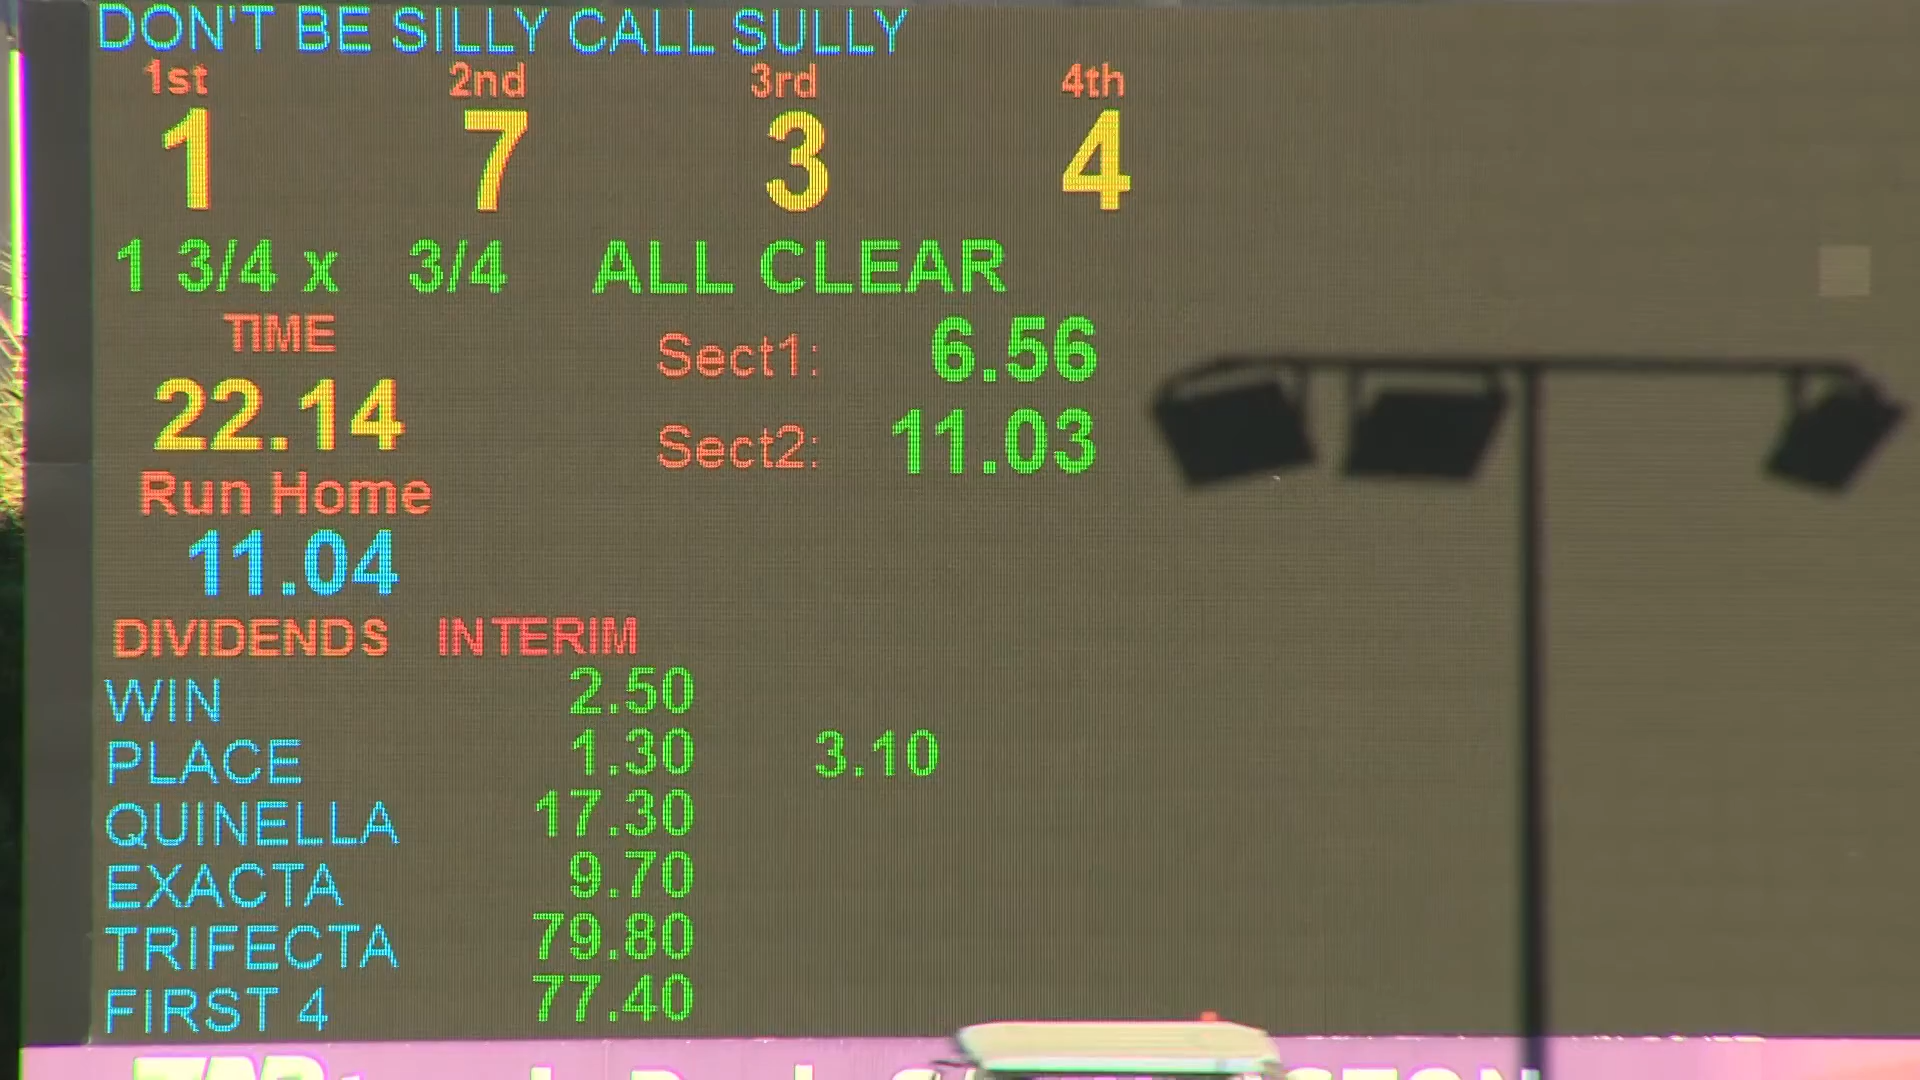 DON'T BE SILLY CALL SULLY
1st 2nd 3rd 4th
1 7 3 4
1 3/4 x 3/4 ALL CLEAR
TIME Sect1: 6.56
22.14 Sect2: 11.03
Run Home
11.04
DIVIDENDS INTERIM
WIN 2.50
PLACE 1.30 3.10
QUINELLA 17.30
EXACTA 9.70
TRIFECTA 79.80
FIRST 4 77.40